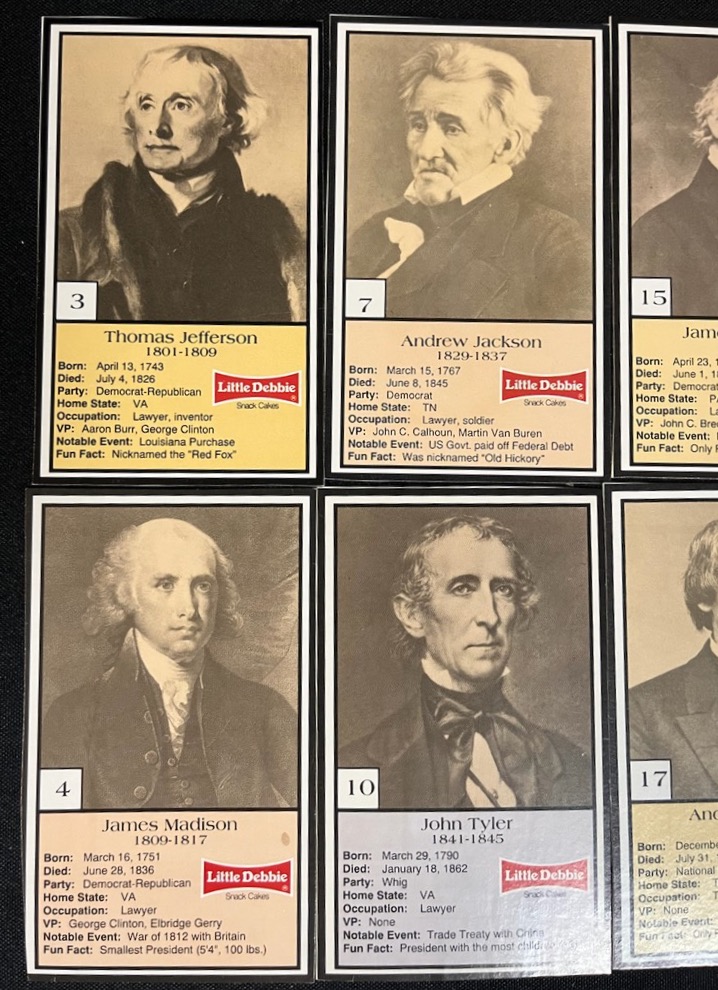 3
Thomas Jefferson
1801-1809
Born: April 13, 1743
Died: July 4, 1826
Party: Democrat-Republican
Home State: VA
Occupation: Lawyer, inventor
VP: Aaron Burr, George Clinton
Notable Event: Louisiana Purchase
Fun Fact: Nicknamed the "Red Fox"
Little Debbie
®
Snack Cakes
7
Andrew Jackson
1829-1837
Born: March 15, 1767
Died: June 8, 1845
Party: Democrat
Home State: TN
Occupation: Lawyer, soldier
VP: John C. Calhoun, Martin Van Buren
Notable Event: US Govt. paid off Federal Debt
Fun Fact: Was nicknamed "Old Hickory"
Little Debbie
®
Snack Cakes
15
Born: April 23,
Died: June 1,
Party: Democrat
Home State:
Occupation:
VP: John C.
Notable Event:
Fun Fact: Only
4
James Madison
1809-1817
Born: March 16, 1751
Died: June 28, 1836
Party: Democrat-Republican
Home State: VA
Occupation: Lawyer
VP: George Clinton, Elbridge Gerry
Notable Event: War of 1812 with Britain
Fun Fact: Smallest President (5'4", 100 lbs.)
Little Debbie
®
Snack Cakes
10
John Tyler
1841-1845
Born: March 29, 1790
Died: January 18, 1862
Party: Whig
Home State: VA
Occupation: Lawyer
VP: None
Notable Event: Trade Treaty with China
Fun Fact: President with the most
Little Debbie
®
Snack Cakes
17
Born:
Died: July 31,
Party: National
Home State:
Occupation:
VP: None
Notable Event:
Fun Fact: Only